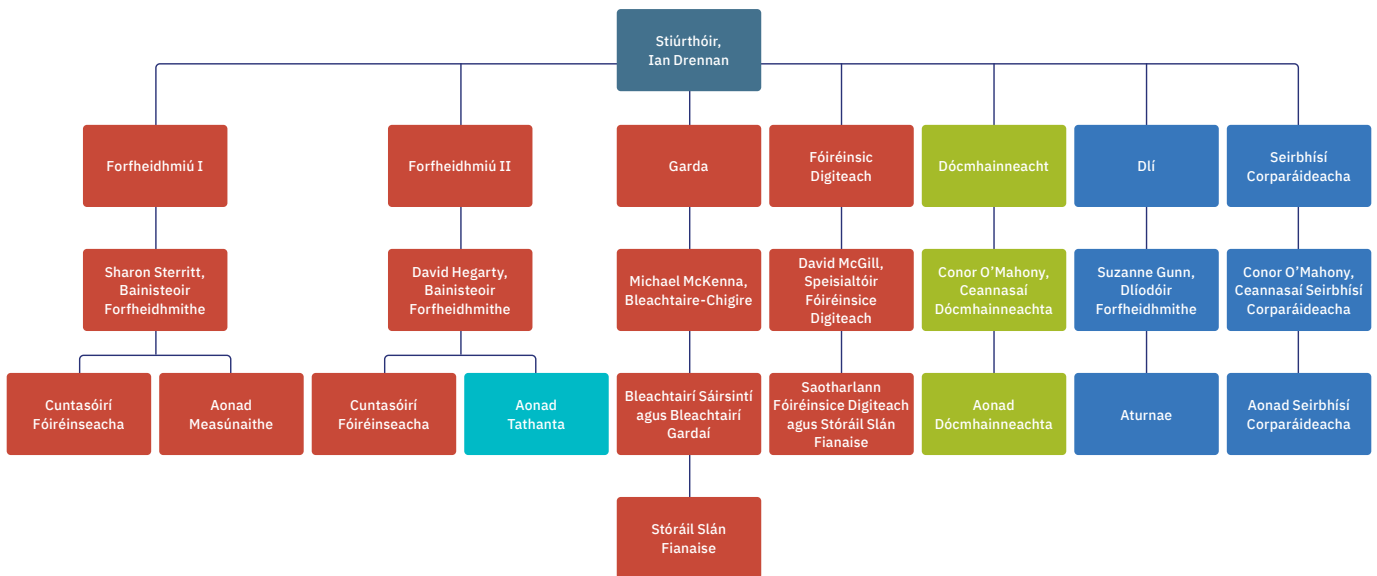 Stiúrthóir,
Ian Drennan
Forfheidhmiú I
Forfheidhmiú II
Garda
Fóiréinsic
Digiteach
Dócmhainneacht
Dlí
Seirbhísí
Corparáideacha
Sharon Sterritt,
Bainisteoir
Forfheidhmithe
David Hegarty,
Bainisteoir
Forfheidhmithe
Michael McKenna,
Bleachtaire-Chigire
David McGill,
Speisialtóir
Fóiréinsice
Digiteach
Conor O’Mahony,
Ceannasaí
Dócmhainneachta
Suzanne Gunn,
Dlíodóir
Forfheidhmithe
Conor O’Mahony,
Ceannasaí Seirbhísí
Corparáideacha
Cuntasóirí
Fóiréinseacha
Aonad
Measúnaithe
Cuntasóirí
Fóiréinseacha
Aonad
Tathanta
Bleachtairí Sáirsintí
agus Bleachtairí
Gardaí
Saotharlann
Fóiréinsice Digiteach
agus Stóráil Slán
Fianaise
Aonad
Dócmhainneachta
Aturnae
Aonad Seirbhísí
Corparáideacha
Stóráil Slán
Fianaise